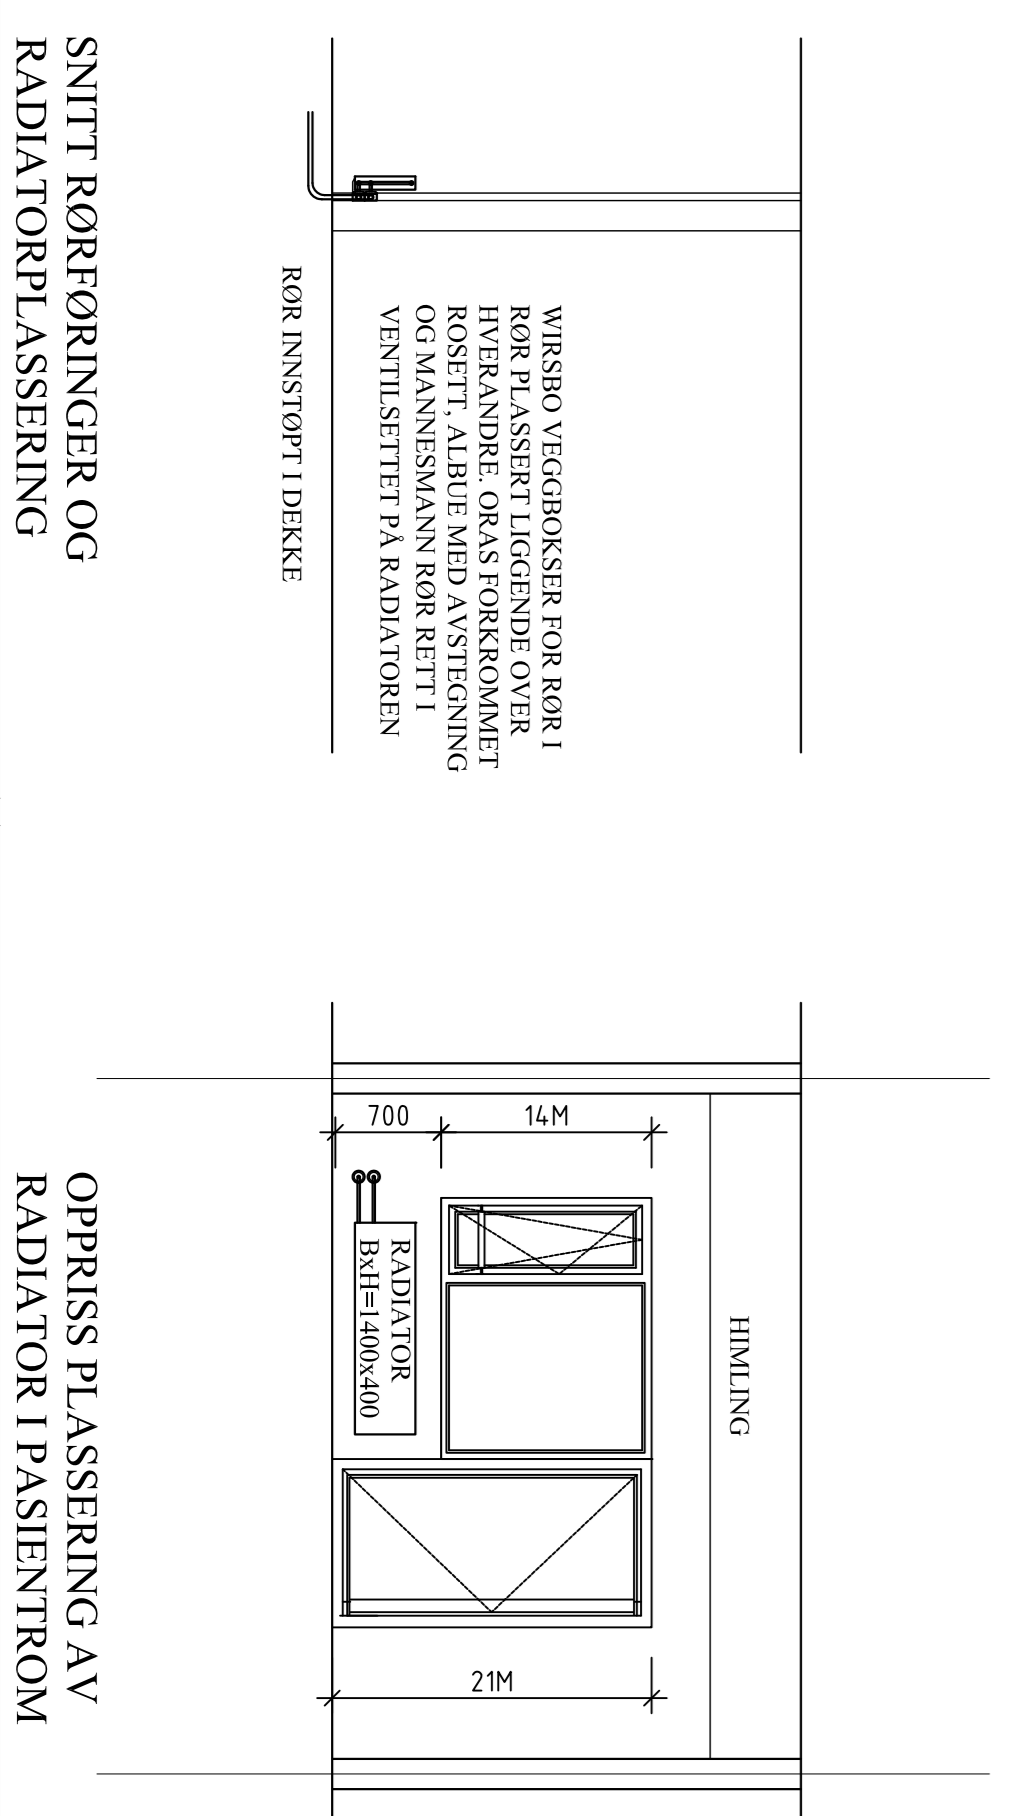 WIRSBO VEGGBOKSER FOR RØR I
RØR PLASSERT LIGGENDE OVER
HVERANDRE. ORAS FORKROMMET
ROSETT, ALBUE MED AVSTEGNING
OG MANNESMANN RØR RETT I
VENTILSETTET PÅ RADIATOREN
RØR INNSTØPT I DEKKE
SNITT RØRFØRINGER OG
RADIATORPLASSERING
HIMLING
14M
700
21M
RADIATOR
BxH=1400x400
OPPRISS PLASSERING AV
RADIATOR I PASIENTROM